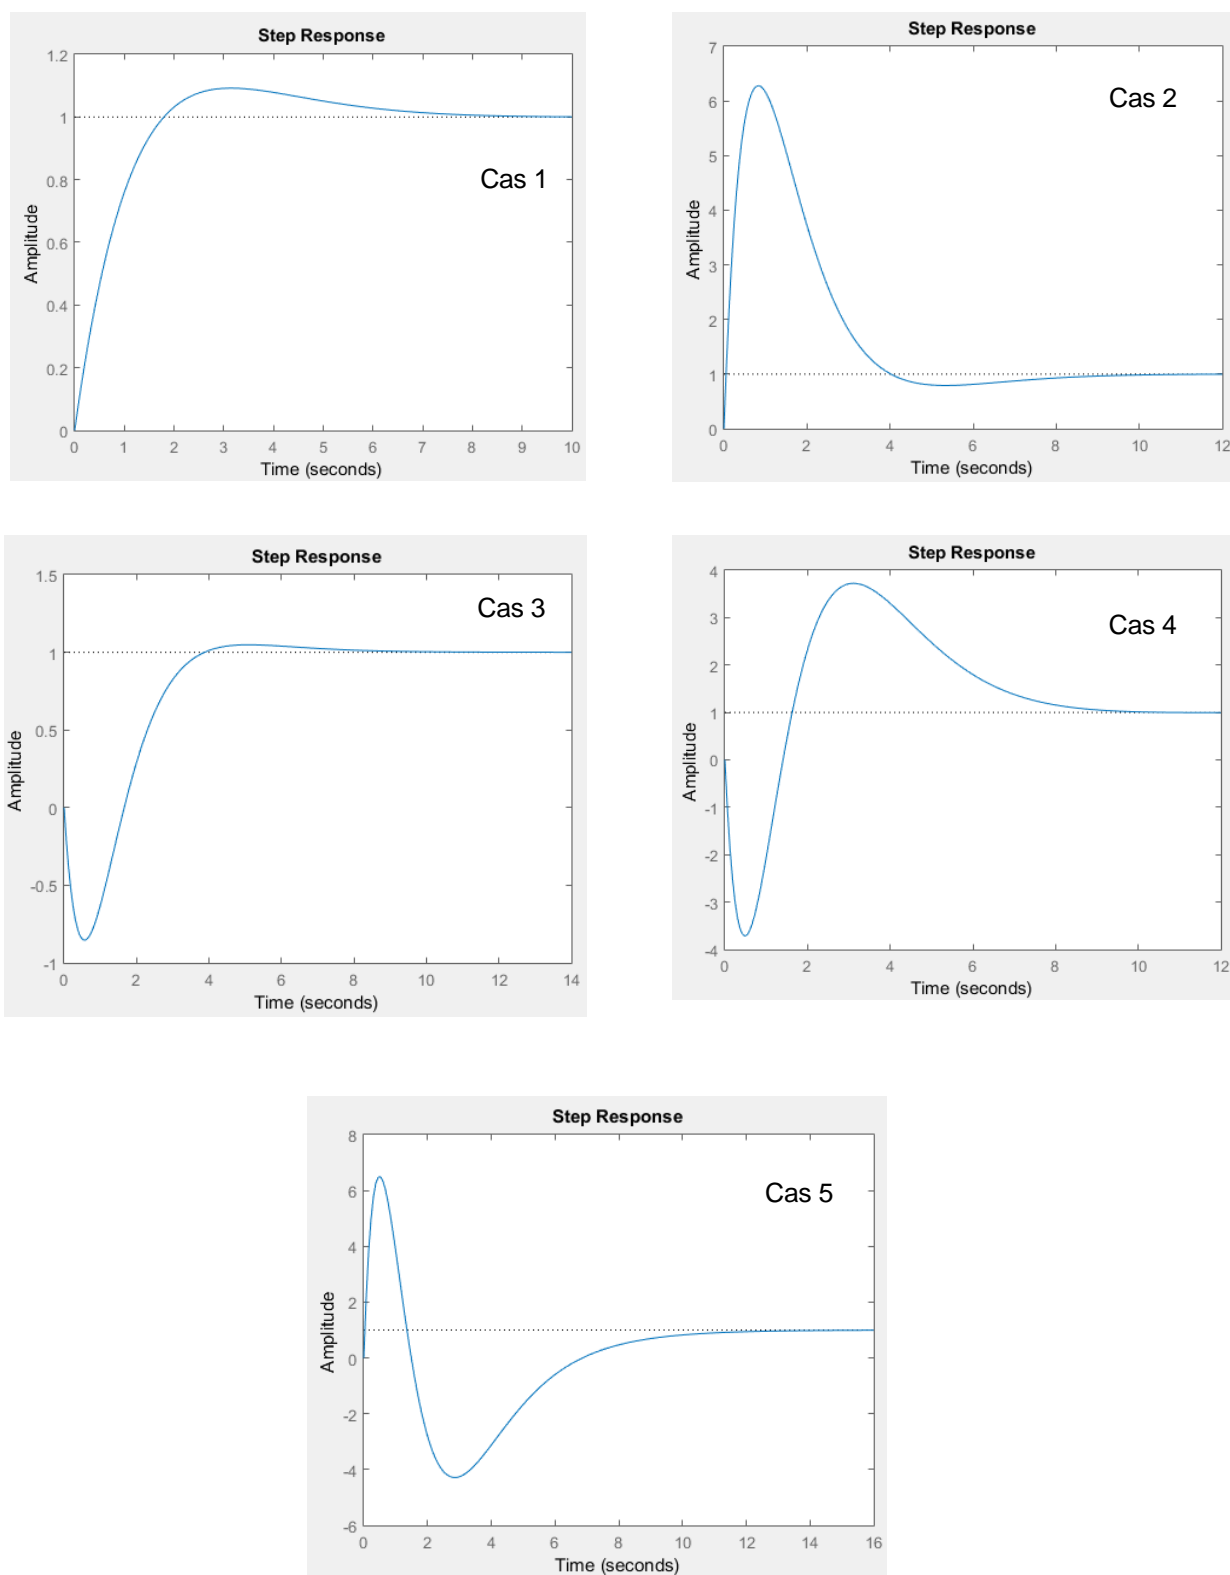 Step Response
1.2
1
0.8
0.6
0.4
0.2
0
Amplitude
Cas 1
0 1 2 3 4 5 6 7 8 9 10
Time (seconds)
Step Response
7
6
5
4
3
2
1
0
Amplitude
Cas 2
0 2 4 6 8 10 12
Time (seconds)
Step Response
1.5
1
0.5
0
-0.5
-1
Amplitude
Cas 3
0 2 4 6 8 10 12 14
Time (seconds)
Step Response
4
3
2
1
0
-1
-2
-3
-4
Amplitude
Cas 4
0 2 4 6 8 10 12
Time (seconds)
Step Response
8
6
4
2
0
-2
-4
-6
Amplitude
Cas 5
0 2 4 6 8 10 12 14 16
Time (seconds)